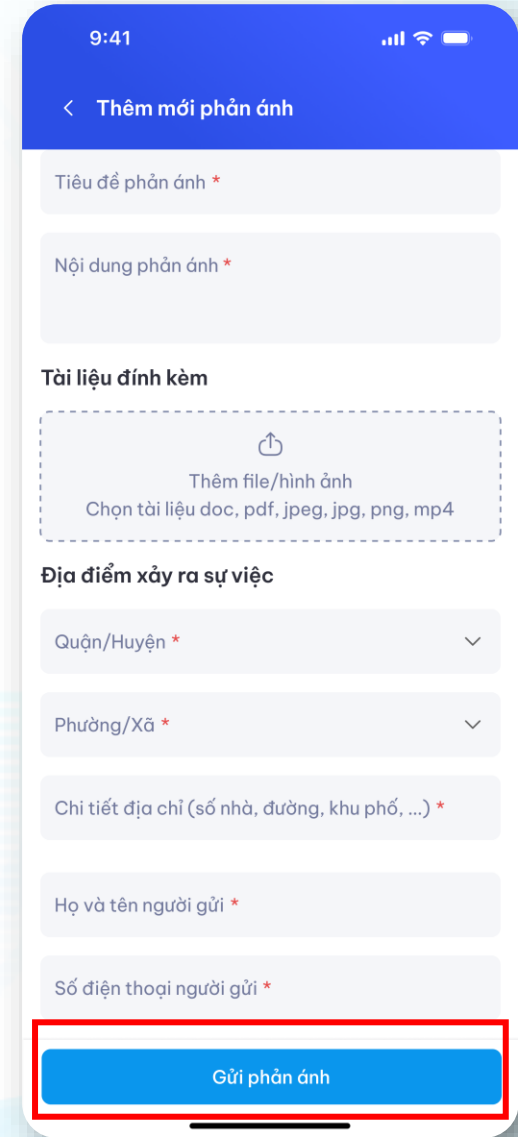 9:41
Thêm mới phản ánh
Tiêu đề phản ánh *
Nội dung phản ánh *
Tài liệu đính kèm
Thêm file/hình ảnh
Chọn tài liệu doc, pdf, jpeg, jpg, png, mp4
Địa điểm xảy ra sự việc
Quận/Huyện *
Phường/Xã *
Chi tiết địa chỉ (số nhà, đường, khu phố, ...) *
Họ và tên người gửi *
Số điện thoại người gửi *
Gửi phản ánh